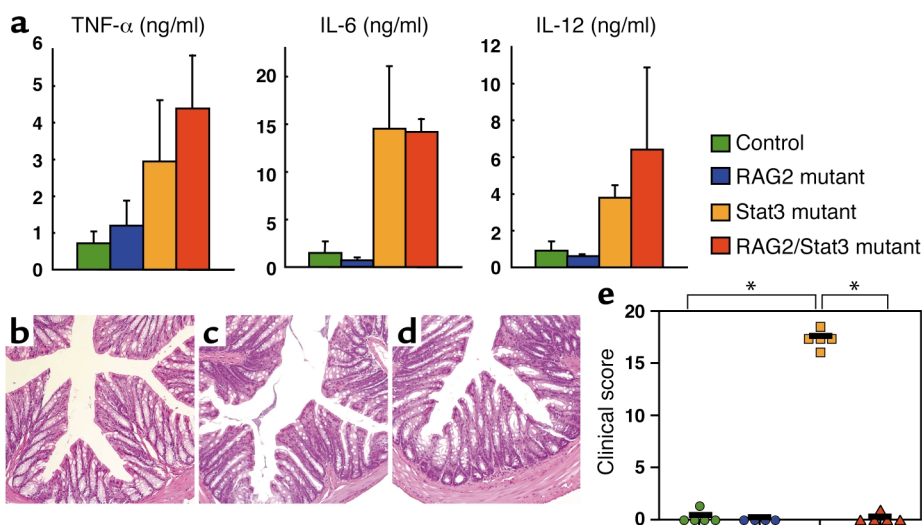 a
TNF-α (ng/ml)
6
5
4
3
2
1
0
IL-6 (ng/ml)
20
15
10
5
0
IL-12 (ng/ml)
12
10
8
6
4
2
0
Control
RAG2 mutant
Stat3 mutant
RAG2/Stat3 mutant
b
c
d
e
* *
Clinical score
20
15
10
5
0